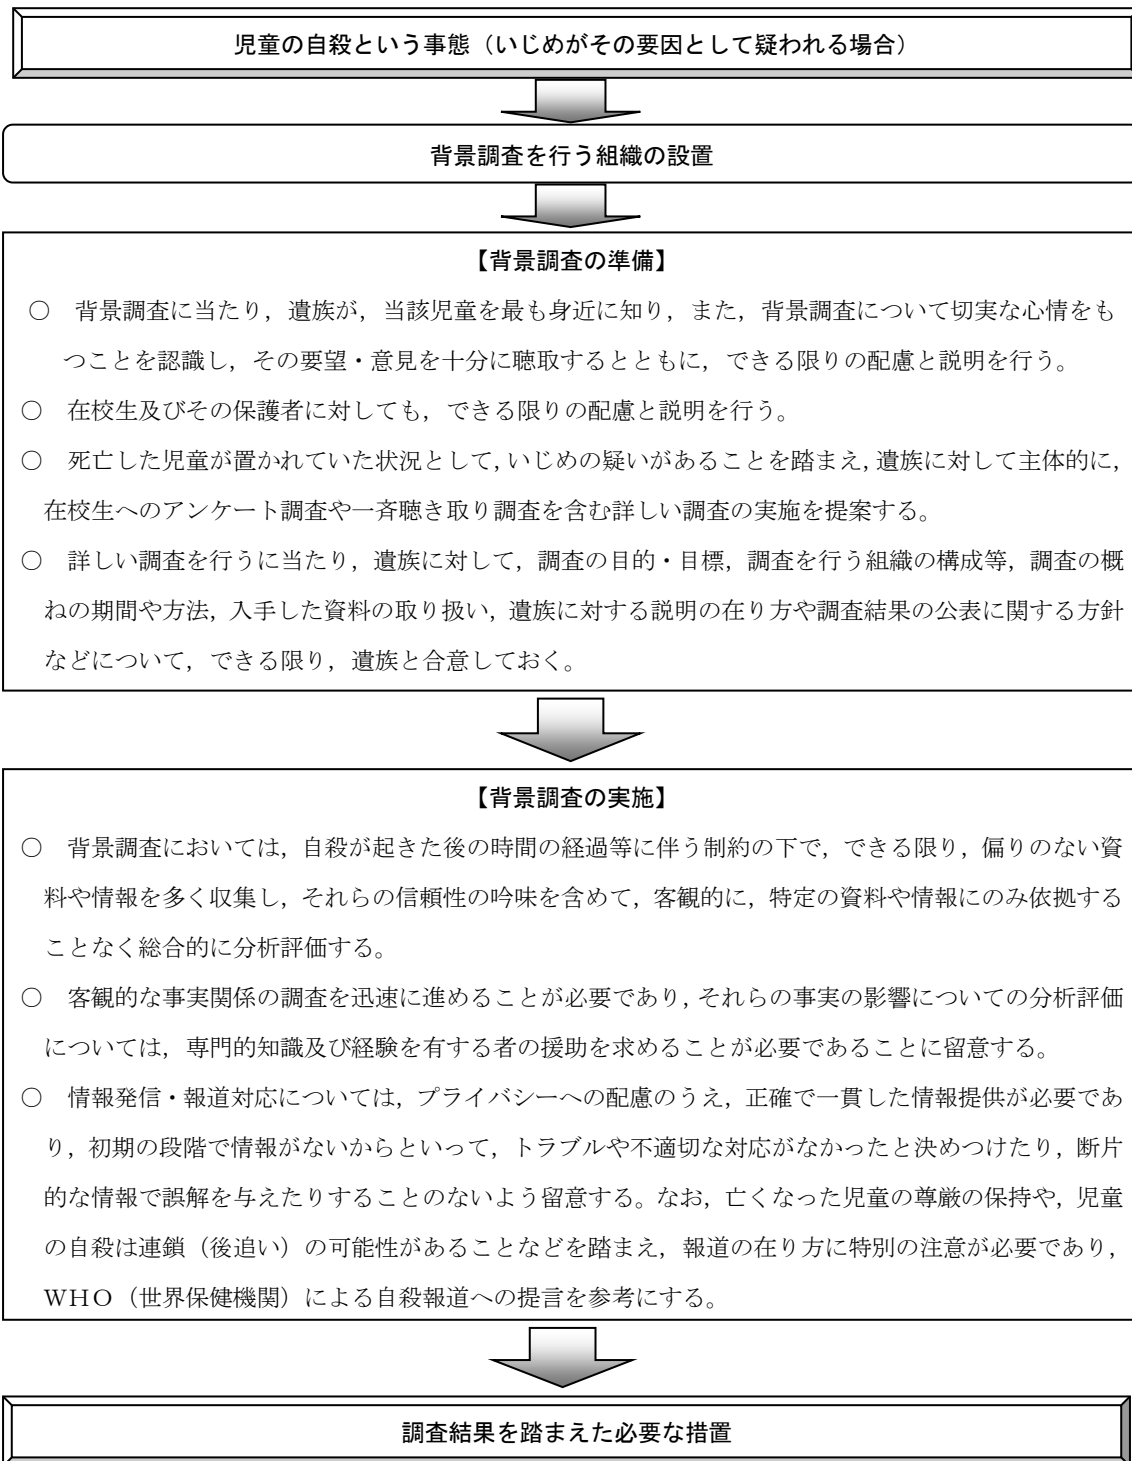 児童の自殺という事態（いじめがその要因として疑われる場合）
背景調査を行う組織の設置
【背景調査の準備】
○　背景調査に当たり，遺族が，当該児童を最も身近に知り，また，背景調査について切実な心情をも
つことを認識し，その要望・意見を十分に聴取するとともに，できる限りの配慮と説明を行う。
○　在校生及びその保護者に対しても，できる限りの配慮と説明を行う。
○　死亡した児童が置かれていた状況として，いじめの疑いがあることを踏まえ，遺族に対して主体的に，
在校生へのアンケート調査や一斉聴き取り調査を含む詳しい調査の実施を提案する。
○　詳しい調査を行うに当たり，遺族に対して，調査の目的・目標，調査を行う組織の構成等，調査の概
ねの期間や方法，入手した資料の取り扱い，遺族に対する説明の在り方や調査結果の公表に関する方針
などについて，できる限り，遺族と合意しておく。
【背景調査の実施】
○　背景調査においては，自殺が起きた後の時間の経過等に伴う制約の下で，できる限り，偏りのない資
料や情報を多く収集し，それらの信頼性の吟味を含めて，客観的に，特定の資料や情報にのみ依拠する
ことなく総合的に分析評価する。
○　客観的な事実関係の調査を迅速に進めることが必要であり，それらの事実の影響についての分析評価
については，専門的知識及び経験を有する者の援助を求めることが必要であることに留意する。
○　情報発信・報道対応については，プライバシーへの配慮のうえ，正確で一貫した情報提供が必要であ
り，初期の段階で情報がないからといって，トラブルや不適切な対応がなかったと決めつけたり，断片
的な情報で誤解を与えたりすることのないよう留意する。なお，亡くなった児童の尊厳の保持や，児童
の自殺は連鎖（後追い）の可能性があることなどを踏まえ，報道の在り方に特別の注意が必要であり，
ＷＨＯ（世界保健機関）による自殺報道への提言を参考にする。
調査結果を踏まえた必要な措置